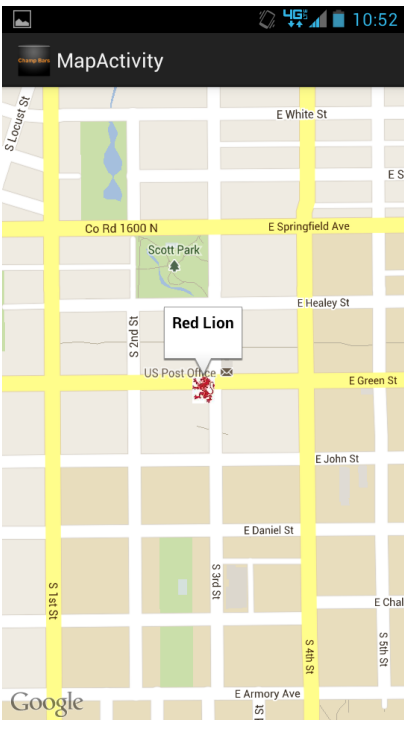 4G
10:52
Champ Bars
MapActivity
S Locust St
E White St
E S
Co Rd 1600 N
E Springfield Ave
Scott Park
E Healey St
S 2nd St
Red Lion
US Post Office
E Green St
E John St
E Daniel St
S 1st St
S 3rd St
E Chal
S 4th St
S 5th St
E Armory Ave
Google
l St